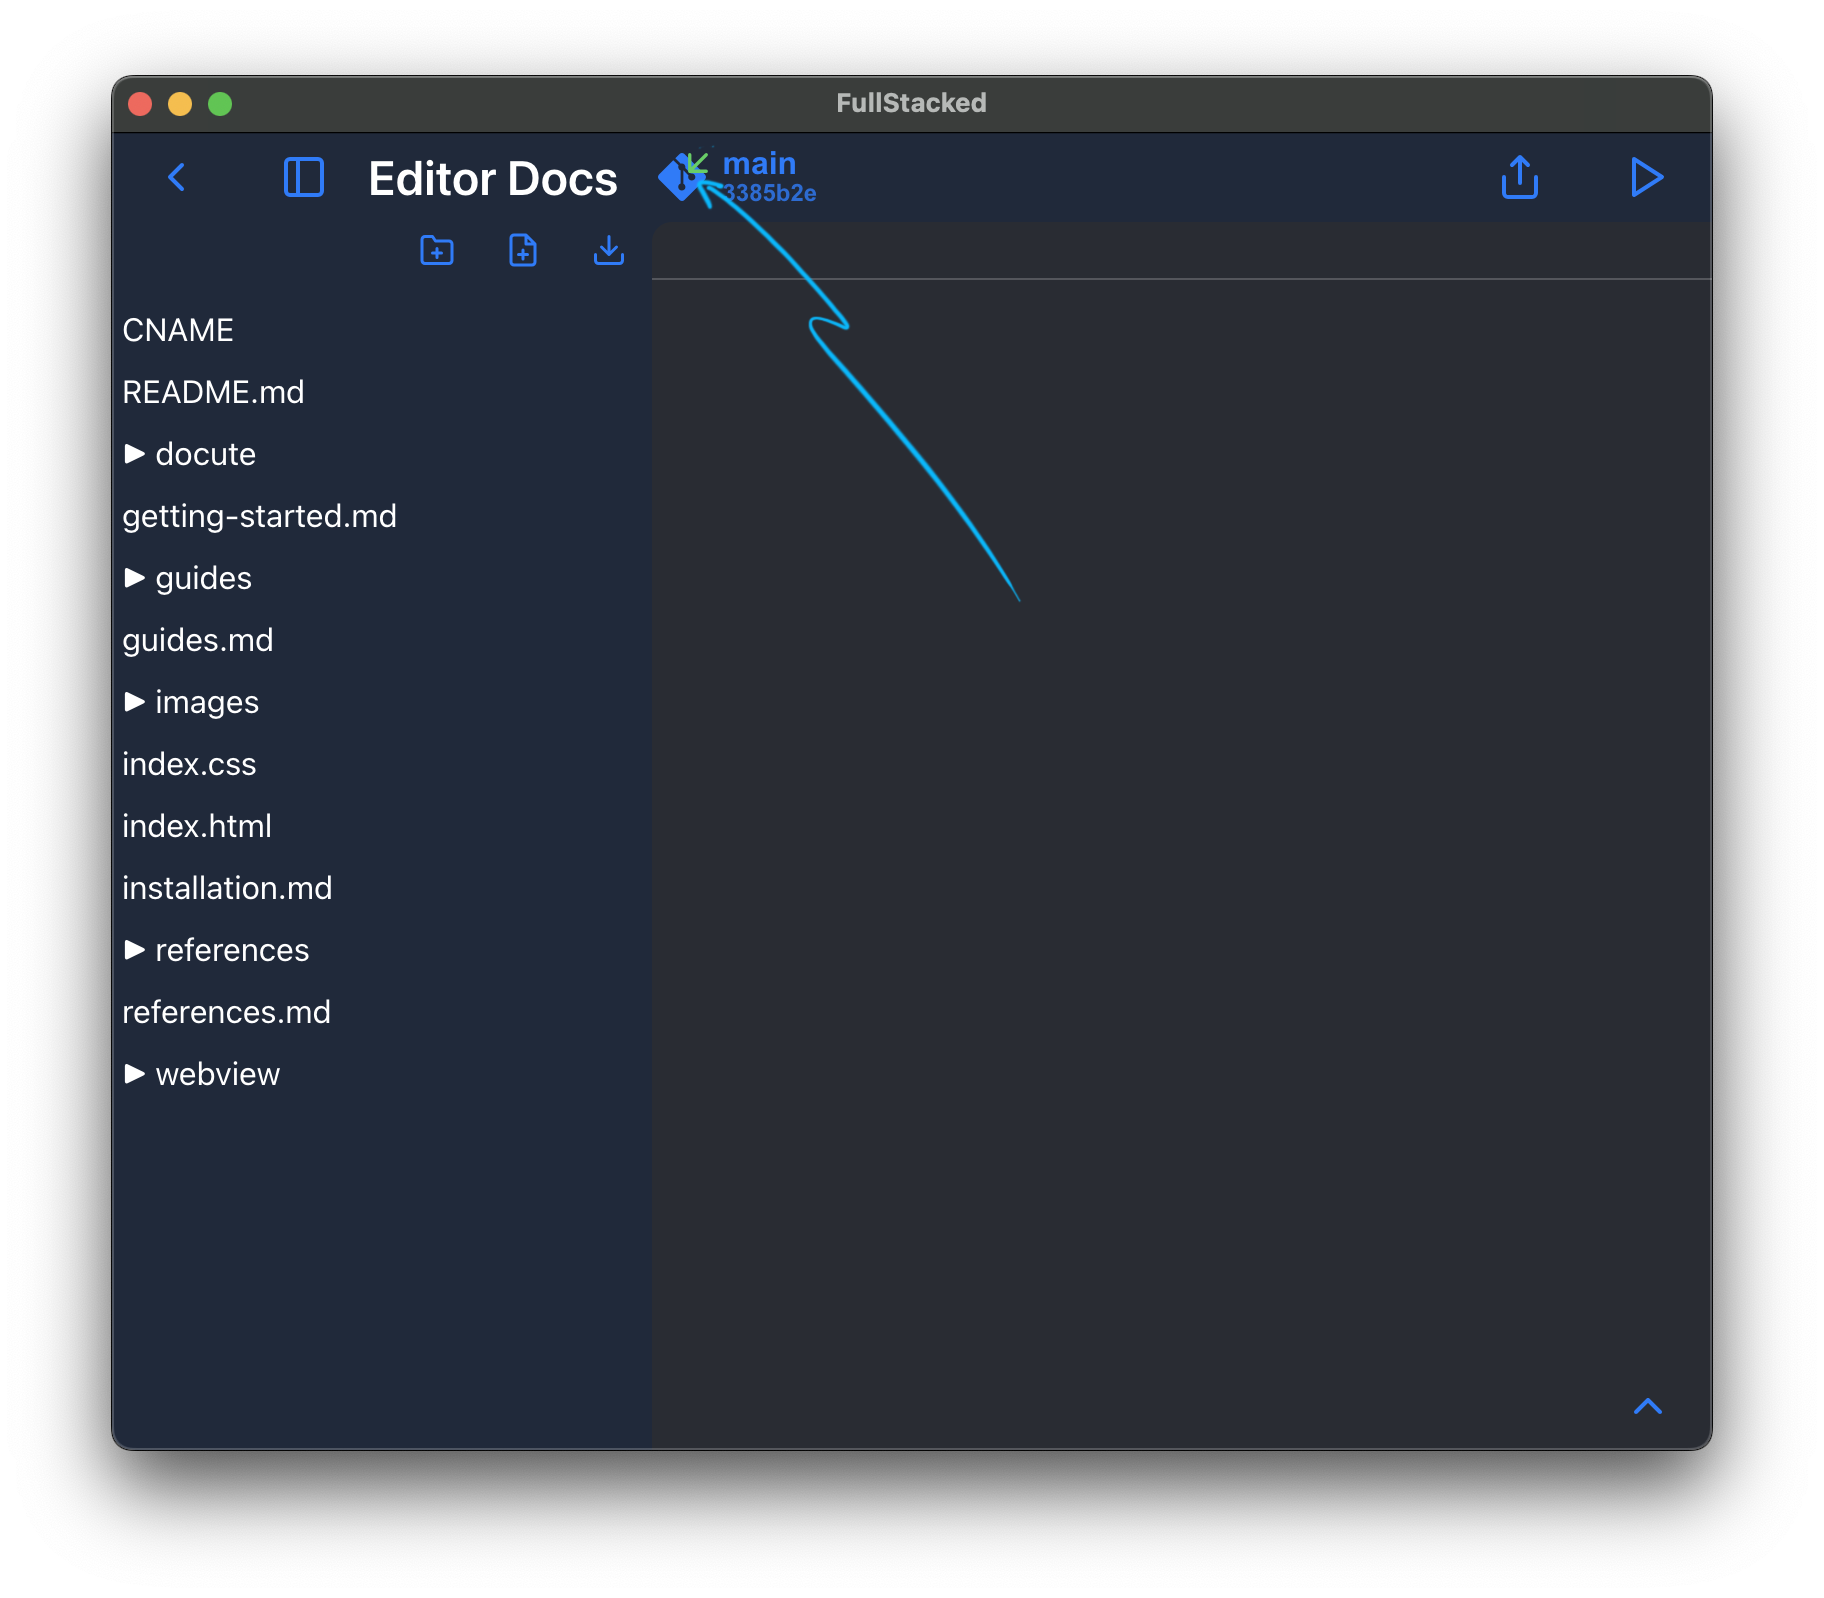 FullStacked
Editor Docs
main
3385b2e
CNAME
README.md
docute
getting-started.md
guides
guides.md
images
index.css
index.html
installation.md
references
references.md
webview